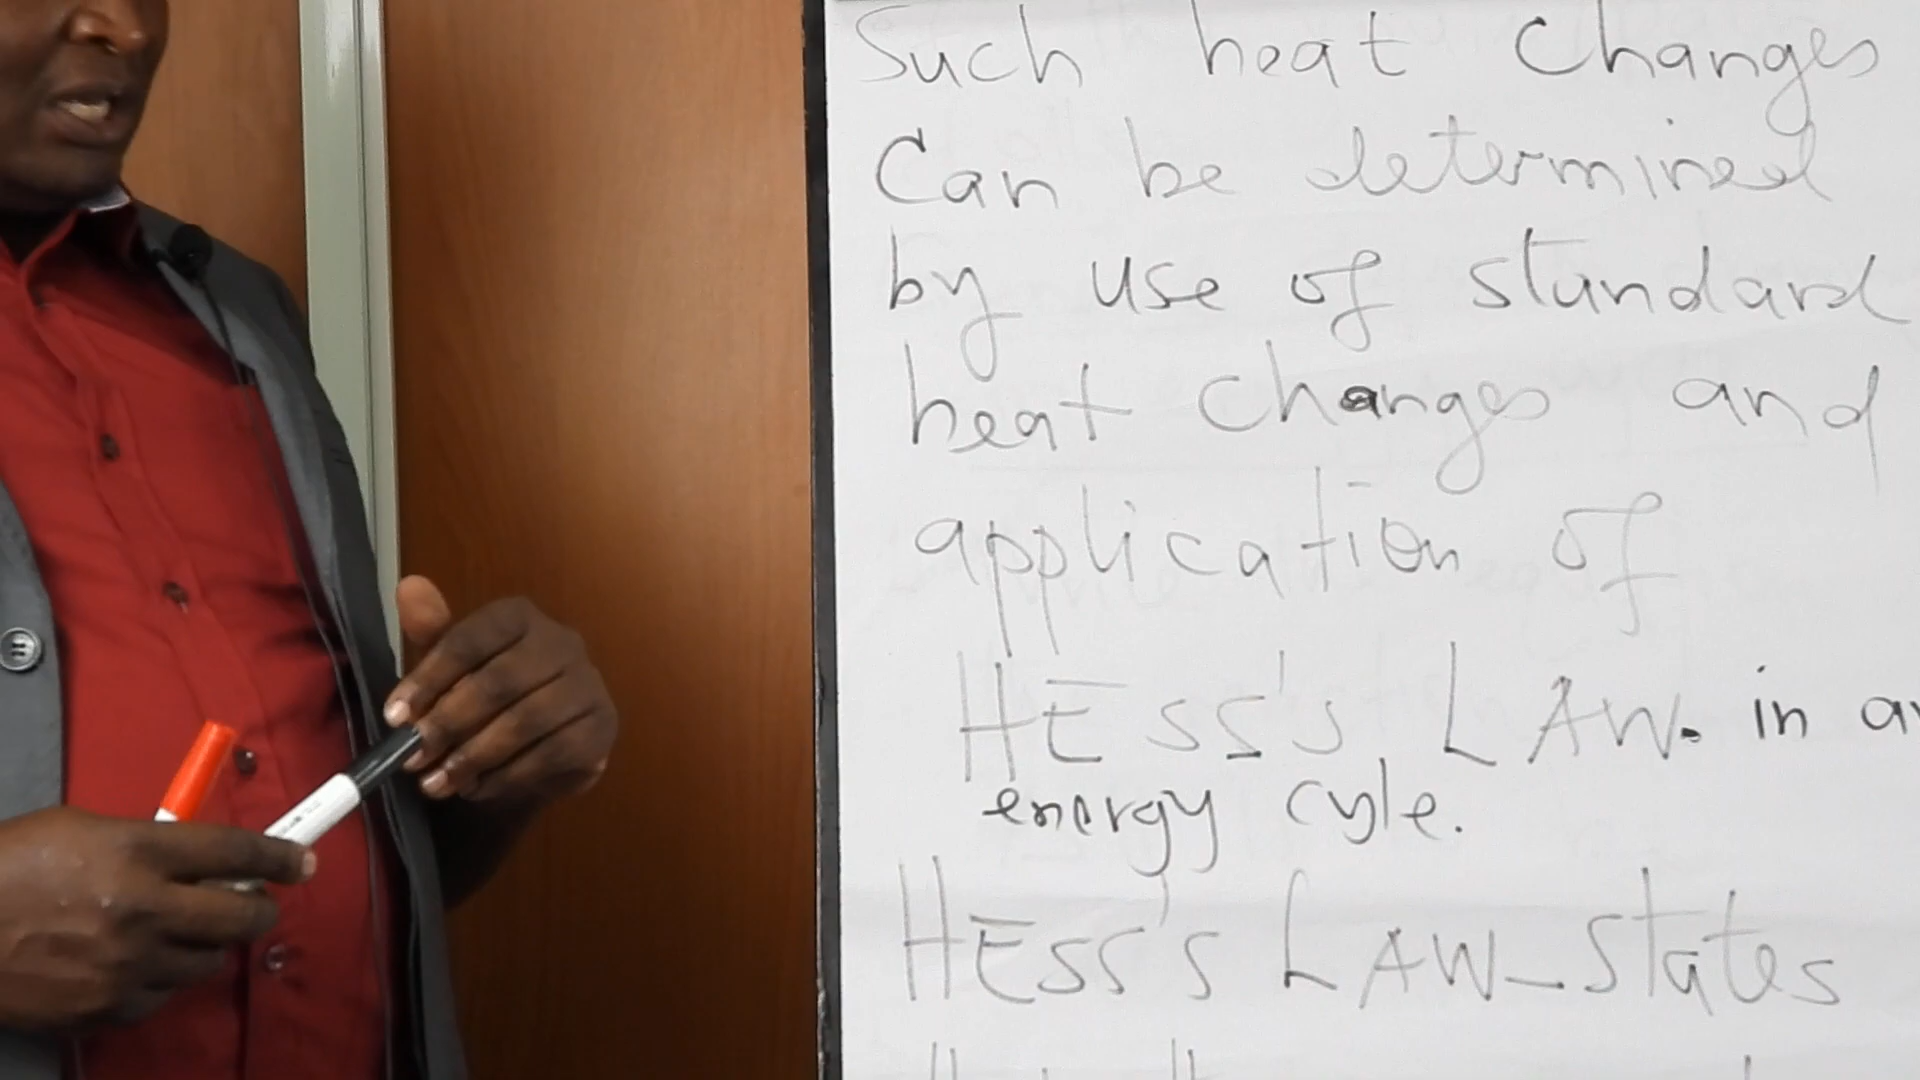 Such heat Changes
Can be determined
by use of standard
heat changes and
application of
HESS'S LAW. in
energy cyle.
HESS'S LAW - States